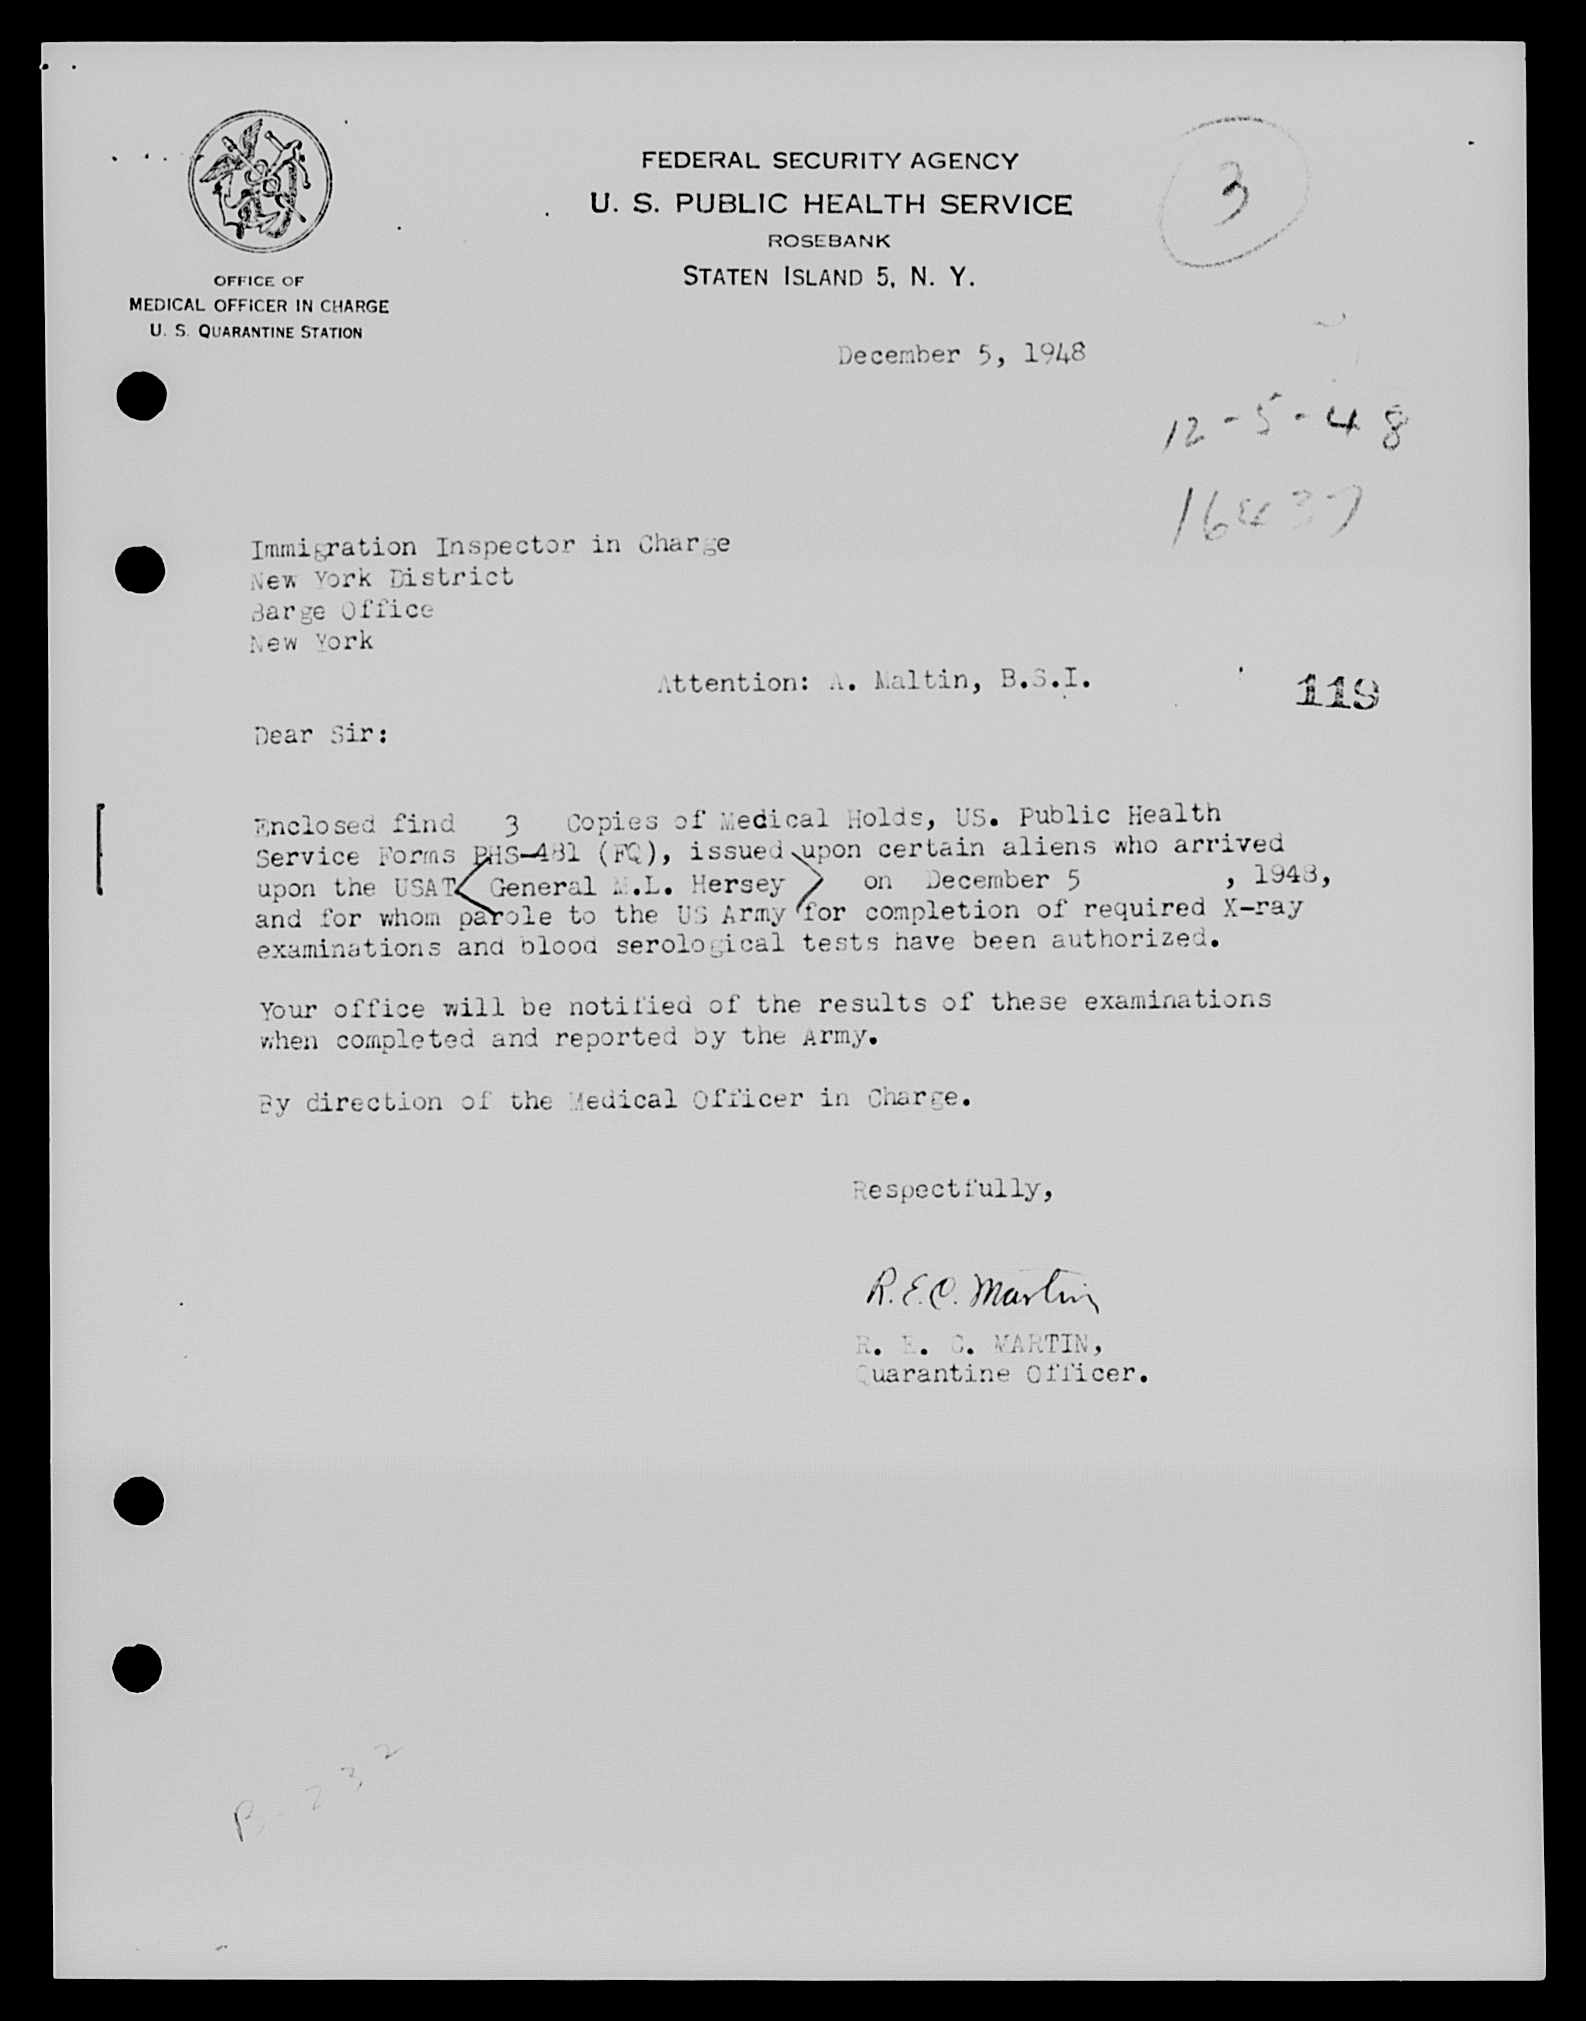 FEDERAL SECURITY AGENCY
U. S. PUBLIC HEALTH SERVICE
ROSEBANK
STATEN ISLAND 5, N. Y.
3
OFFICE OF
MEDICAL OFFICER IN CHARGE
U. S. QUARANTINE STATION
December 5, 1948
12-5-48
Immigration Inspector in Charge
New York District
Barge Office
New York
Attention: A. Maltin, B.S.I.
119
Dear Sir:
Enclosed find 3 Copies of Medical Holds, US. Public Health
Service Forms PHS-481 (FQ), issued upon certain aliens who arrived
upon the USAT General M.L. Hersey on December 5 , 1948,
and for whom parole to the US Army for completion of required X-ray
examinations and blood serological tests have been authorized.
Your office will be notified of the results of these examinations
when completed and reported by the Army.
By direction of the Medical Officer in Charge.
Respectfully,
R.E.C. Martin
R. E. C. MARTIN,
Quarantine Officer.